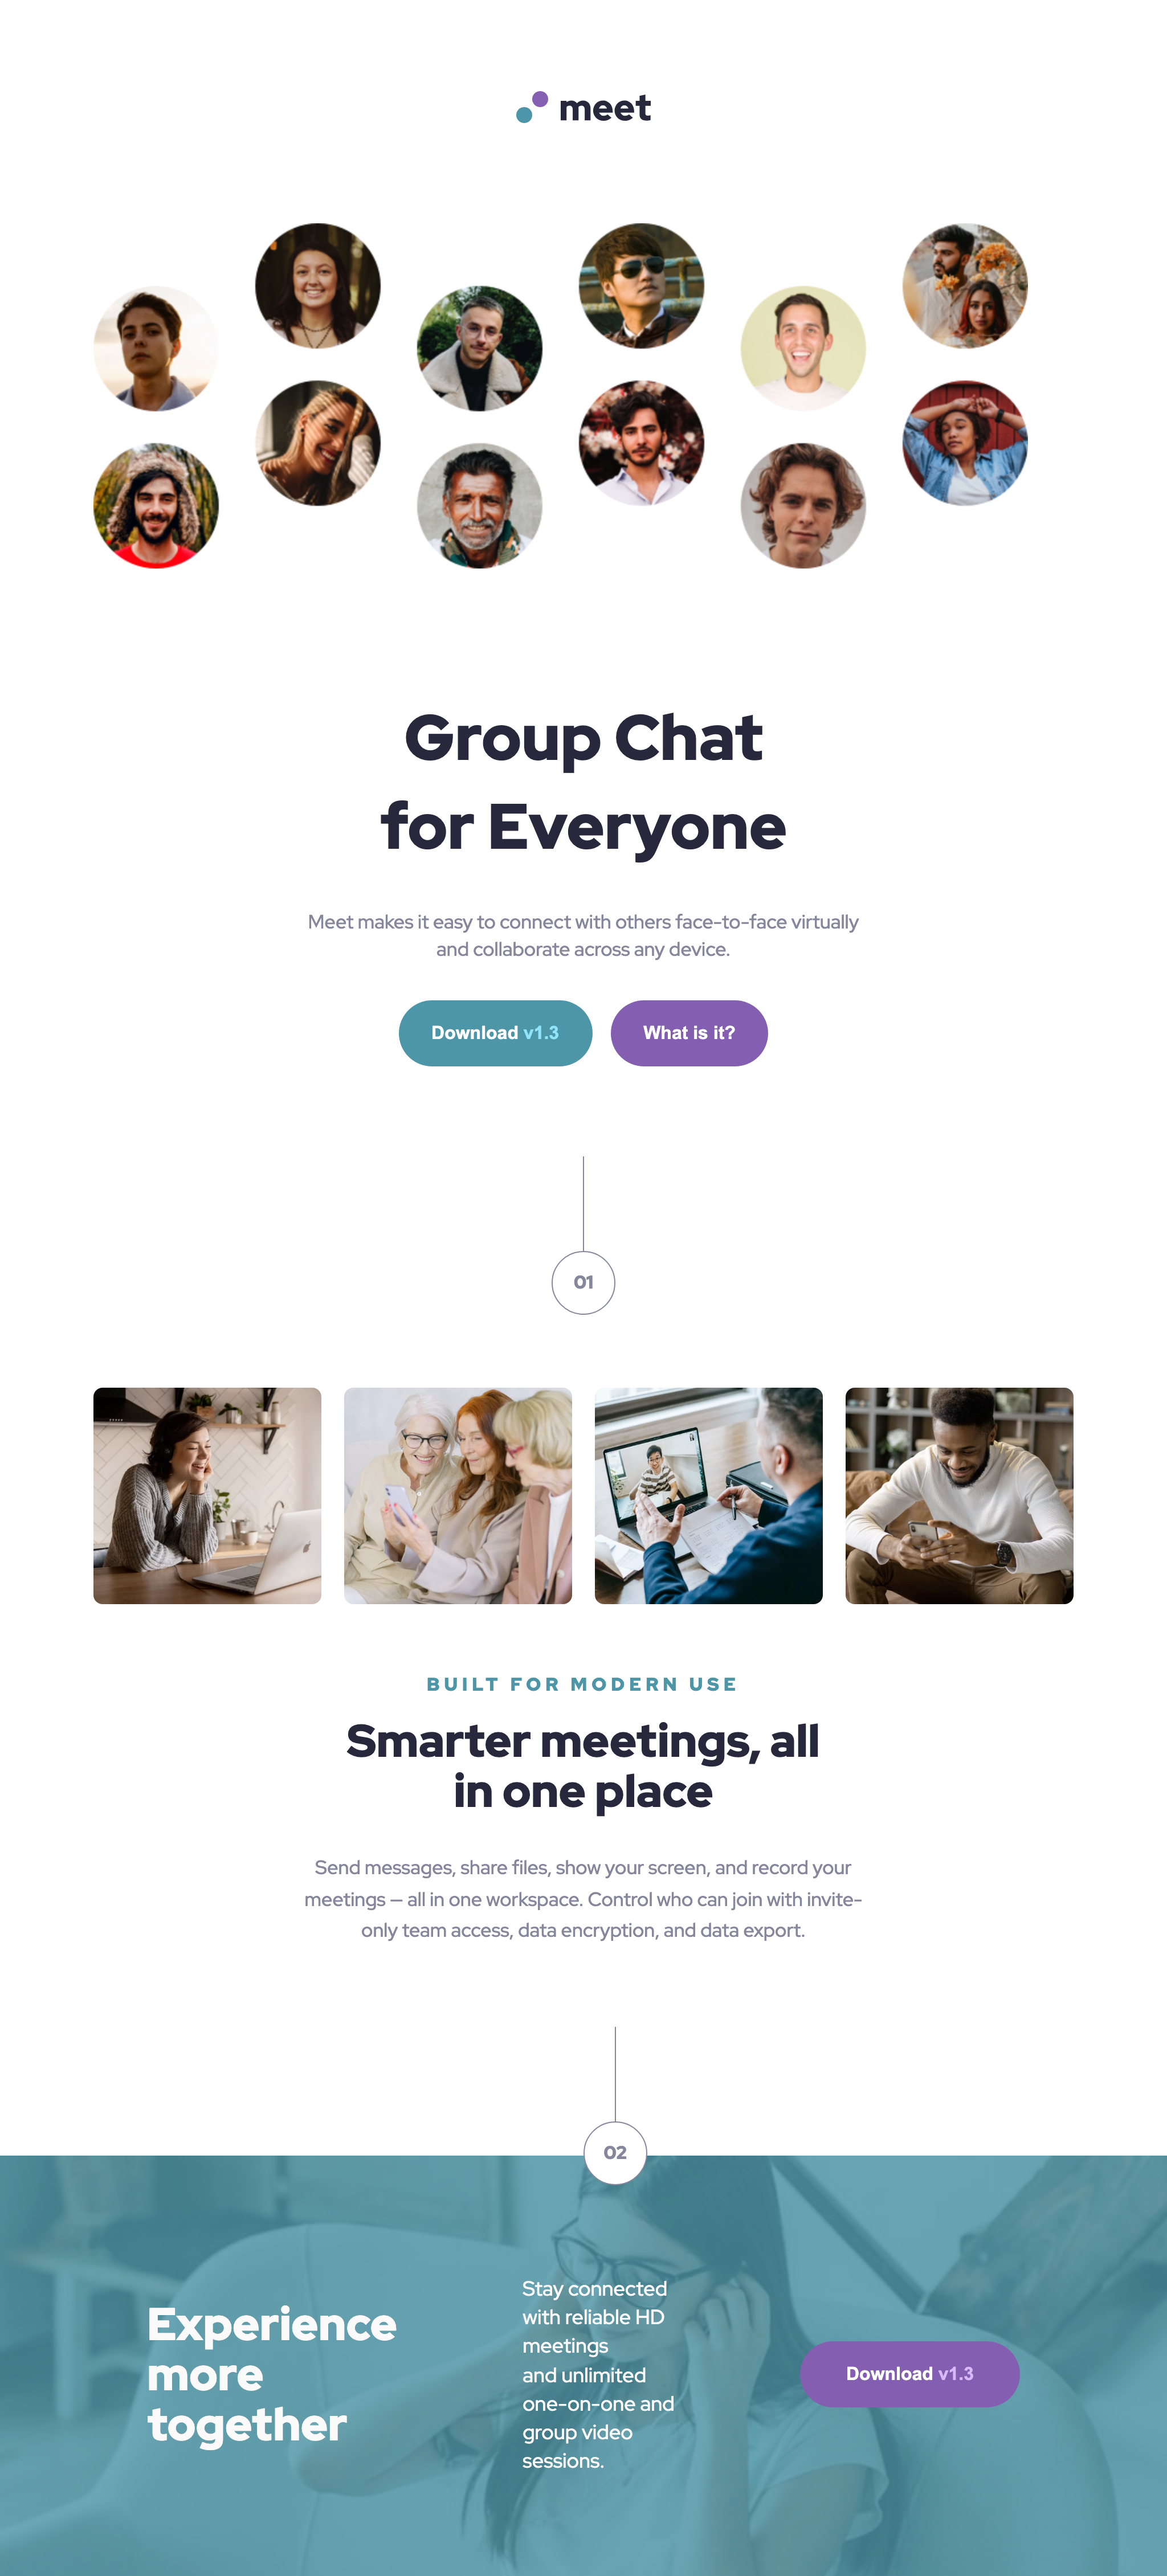 meet
Group Chat
for Everyone
Meet makes it easy to connect with others face-to-face virtually
and collaborate across any device.
Download v1.3
What is it?
01
BUILT FOR MODERN USE
Smarter meetings, all
in one place
Send messages, share files, show your screen, and record your
meetings — all in one workspace. Control who can join with invite-
only team access, data encryption, and data export.
02
Experience
more
together
Stay connected
with reliable HD
meetings
and unlimited
one-on-one and
group video
sessions.
Download v1.3